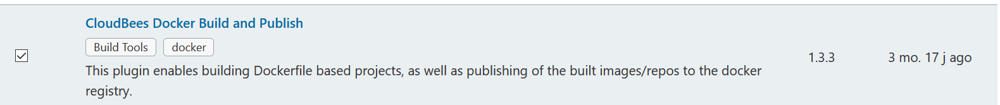 CloudBees Docker Build and Publish
Build Tools docker
This plugin enables building Dockerfile based projects, as well as publishing of the built images/repos to the docker
registry.
1.3.3
3 mo. 17 j ago